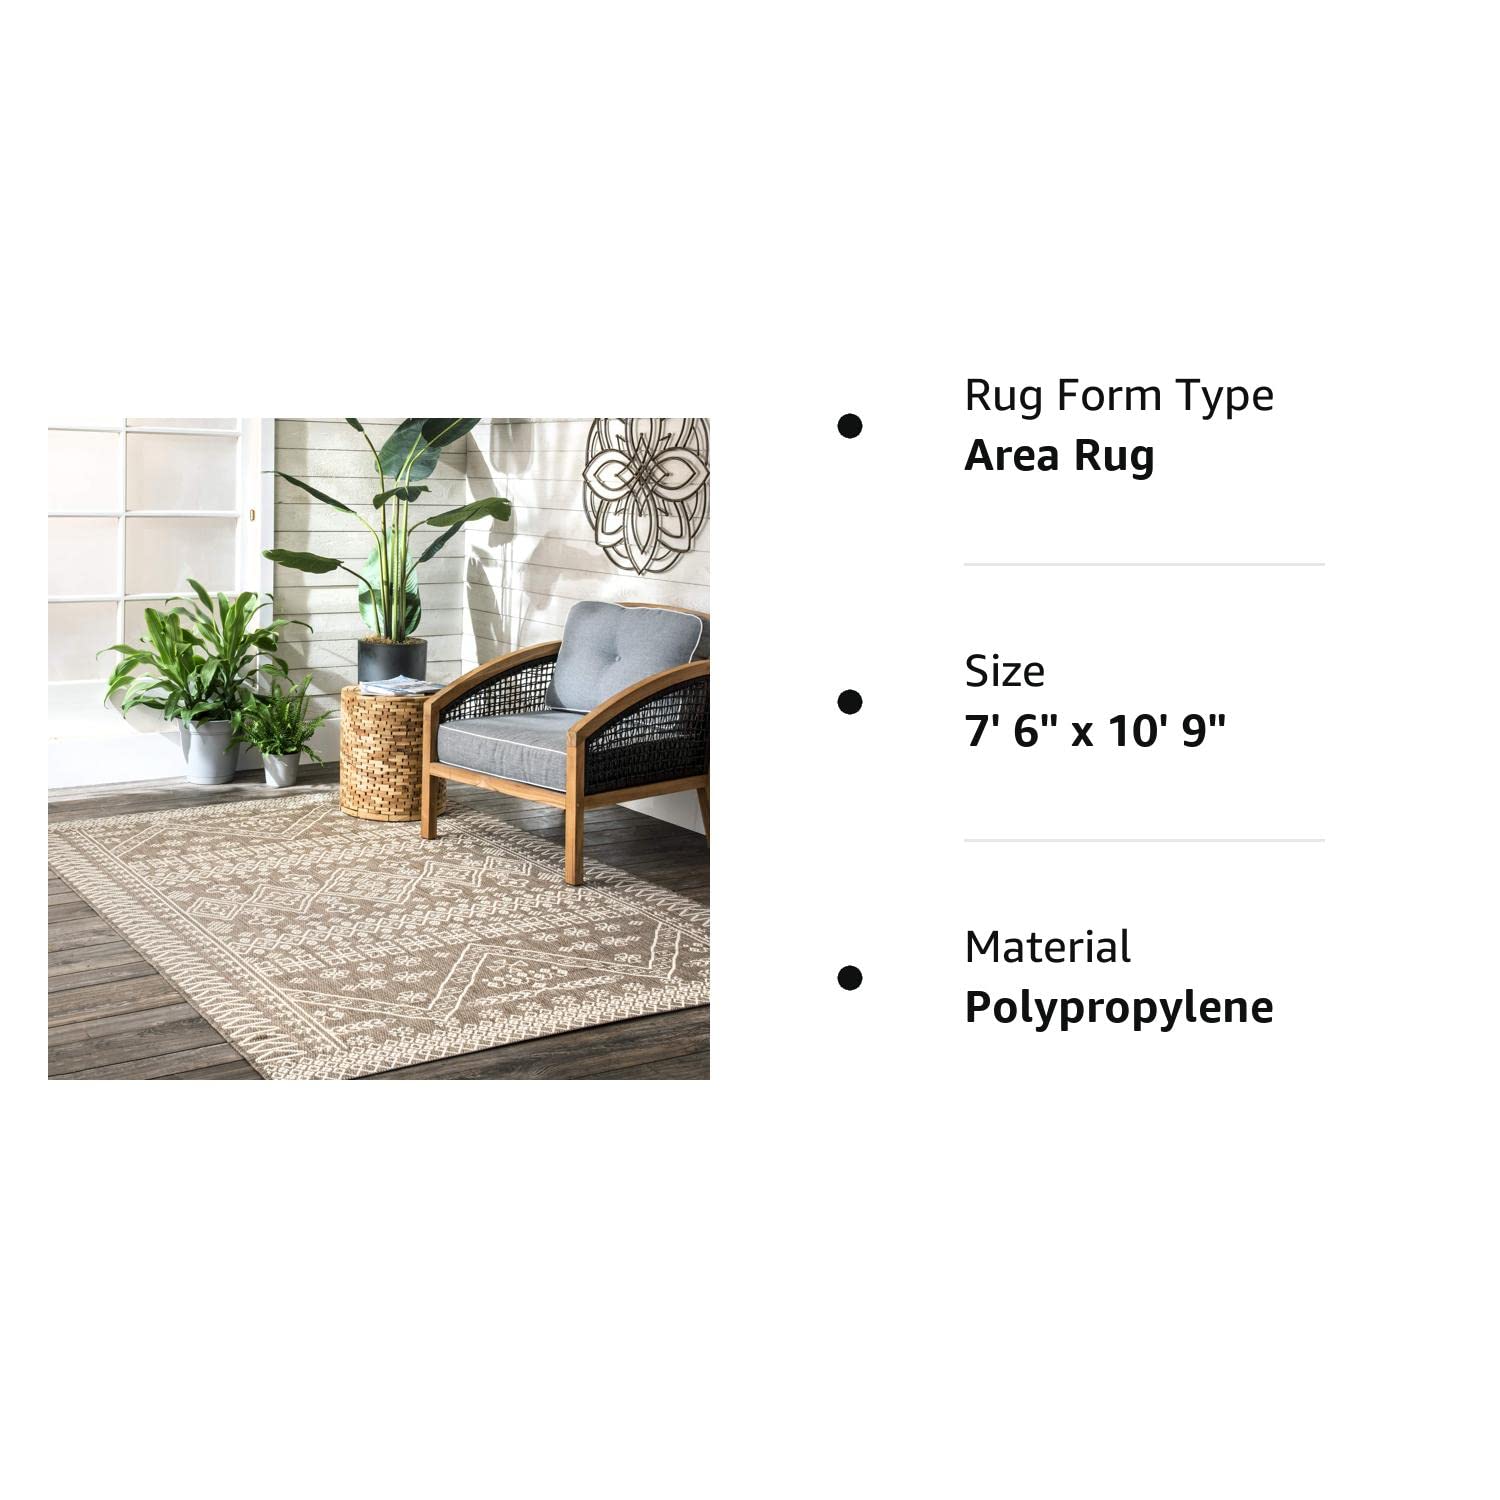 Rug Form Type
Area Rug
Size
7' 6" x 10' 9"
Material
Polypropylene